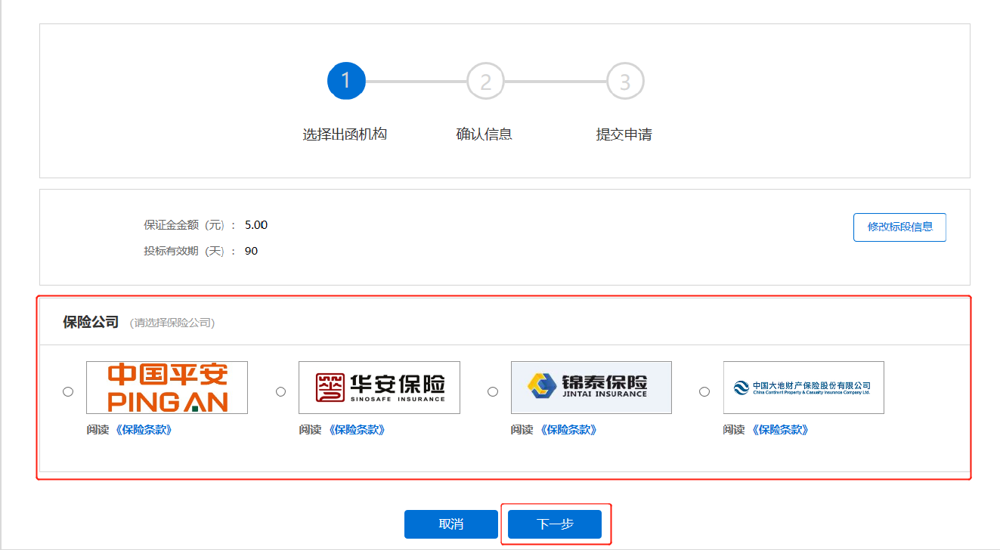 1
2
3
选择出函机构
确认信息
提交申请
保证金金额（元）： 5.00
修改标段信息
投标有效期（天）： 90
保险公司 (请选择保险公司)
中国平安
PING AN
华安保险
SINOSAFE INSURANCE
锦泰保险
JINTAI INSURANCE
中国大地财产保险股份有限公司
China Continent Property & Casualty Insurance Company Ltd.
阅读《保险条款》
阅读《保险条款》
阅读《保险条款》
阅读《保险条款》
取消
下一步